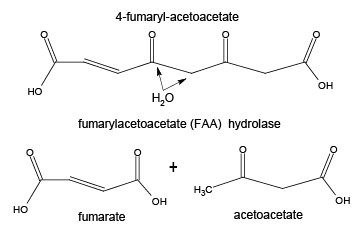 4-fumaryl-acetoacetate
O O O O
HO OH
H2O
fumarylacetoacetate (FAA) hydrolase
O O + O O
HO OH H3C OH
fumarate acetoacetate